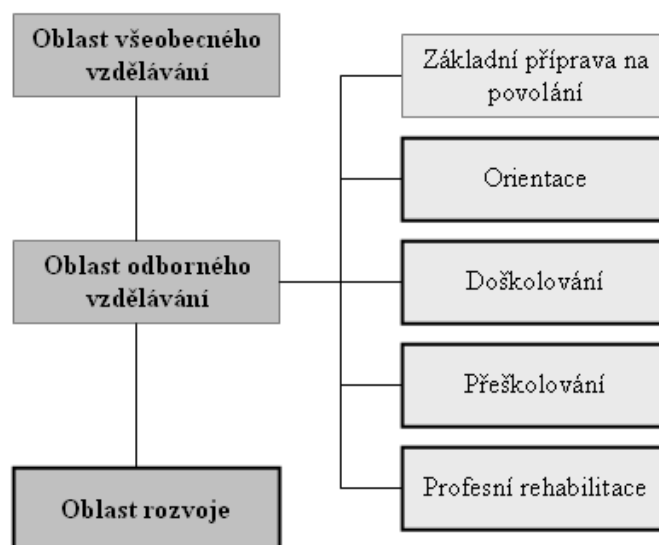 Oblast všeobecného
vzdělávání
Základní příprava na
povolání
Orientace
Oblast odborného
vzdělávání
Doškolování
Přeškolování
Profesní rehabilitace
Oblast rozvoje